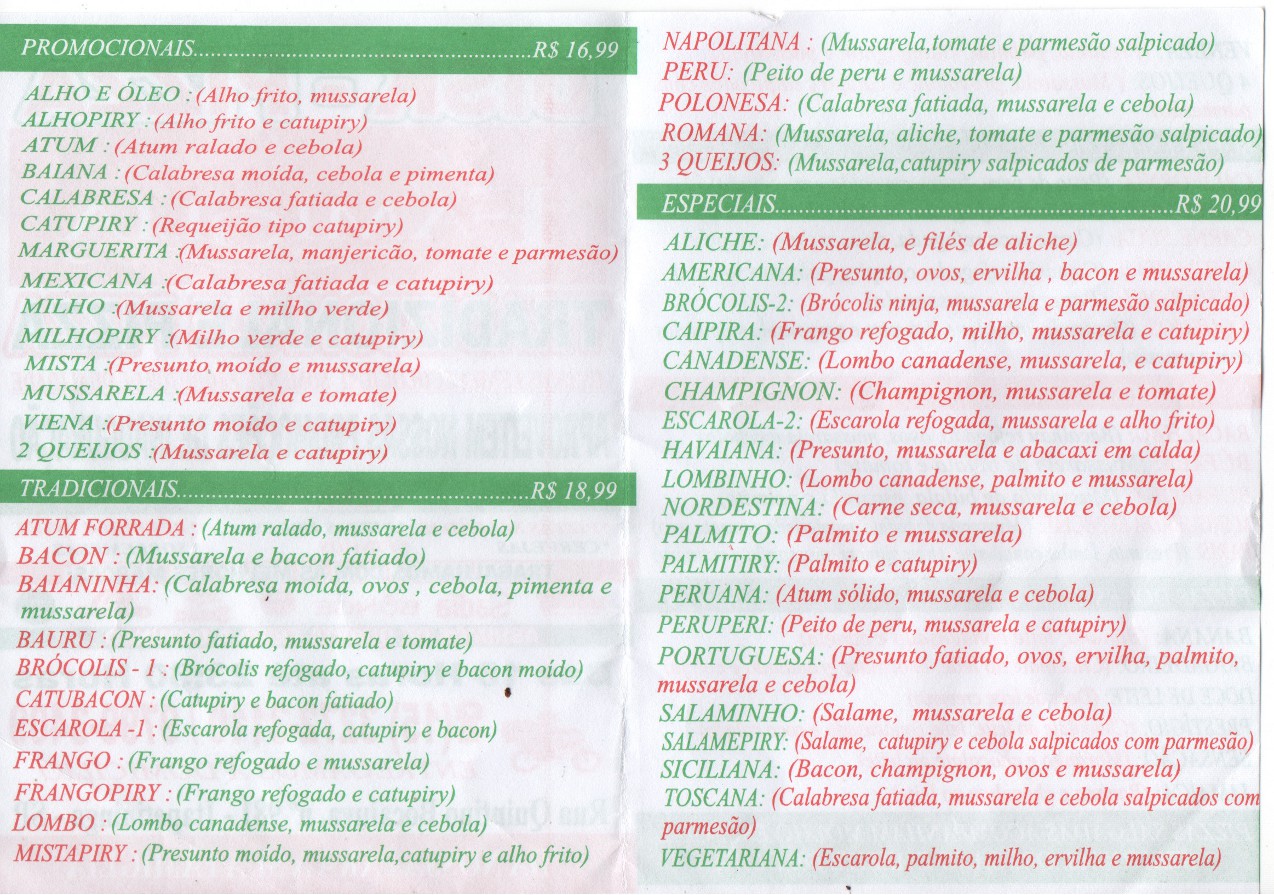 PROMOCIONAIS.......................................................R$ 16,99
ALHO E ÓLEO : (Alho frito, mussarela)
ALHOPIRY : (Alho frito e catupiry)
ATUM : (Atum ralado e cebola)
BAIANA : (Calabresa moída, cebola e pimenta)
CALABRESA : (Calabresa fatiada e cebola)
CATUPIRY : (Requeijão tipo catupiry)
MARGUERITA :(Mussarela, manjericão, tomate e parmesão)
MEXICANA :(Calabresa fatiada e catupiry)
MILHO :(Mussarela e milho verde)
MILHOPIRY :(Milho verde e catupiry)
MISTA :(Presunto, moído e mussarela)
MUSSARELA :(Mussarela e tomate)
VIENA :(Presunto moído e catupiry)
2 QUEIJOS :(Mussarela e catupiry)
TRADICIONAIS.......................................................R$ 18,99
ATUM FORRADA : (Atum ralado, mussarela e cebola)
BACON : (Musarela e bacon fatiado)
BAIANINHA: (Calabresa moída, ovos , cebola, pimenta e
mussarela)
BAURU : (Presunto fatiado, mussarela e tomate)
BRÓCOLIS - 1 : (Brócolis refogado, catupiry e bacon moído)
CATUBACON : (Catupiry e bacon fatiado)
ESCAROLA -1 : (Escarola refogada, catupiry e bacon)
FRANGO : (Frango refogado e mussarela)
FRANGOPIRY : (Frango refogado e catupiry)
LOMBO : (Lombo canadense, mussarela e cebola)
MISTAPIRY : (Presunto moído, mussarela,catupiry e alho frito)
NAPOLITANA : (Mussarela,tomate e parmesão salpicado)
PERU: (Peito de peru e mussarela)
POLONESA: (Calabresa fatiada, mussarela e cebola)
ROMANA: (Mussarela, aliche, tomate e parmesão salpicado)
3 QUEIJOS: (Mussarela,catupiry salpicados de parmesão)
ESPECIAIS................................................................R$ 20,99
ALICHE: (Mussarela, e filés de aliche)
AMERICANA: (Presunto, ovos, ervilha , bacon e mussarela)
BRÓCOLIS-2: (Brócolis ninja, mussarela e parmesão salpicado)
CAIPIRA: (Frango refogado, milho, mussarela e catupiry)
CANADENSE: (Lombo canadense, mussarela, e catupiry)
CHAMPIGNON: (Champignon, mussarela e tomate)
ESCAROLA-2: (Escarola refogada, mussarela e alho frito)
HAVAIANA: (Presunto, mussarela e abacaxi em calda)
LOMBINHO: (Lombo canadense, palmito e mussarela)
NORDESTINA: (Carne seca, mussarela e cebola)
PALMITO: (Palmito e mussarela)
PALMITIRY: (Palmito e catupiry)
PERUANA: (Atum sólido, mussarela e cebola)
PERUPERI: (Peito de peru, mussarela e catupiry)
PORTUGUESA: (Presunto fatiado, ovos, ervilha, palmito,
mussarela e cebola)
SALAMINHO: (Salame, mussarela e cebola)
SALAMEPIRY: (Salame, catupiry e cebola salpicados com parmesão)
SICILIANA: (Bacon, champignon, ovos e mussarela)
TOSCANA: (Calabresa fatiada, mussarela e cebola salpicados com
parmesão)
VEGETARIANA: (Escarola, palmito, milho, ervilha e mussarela)